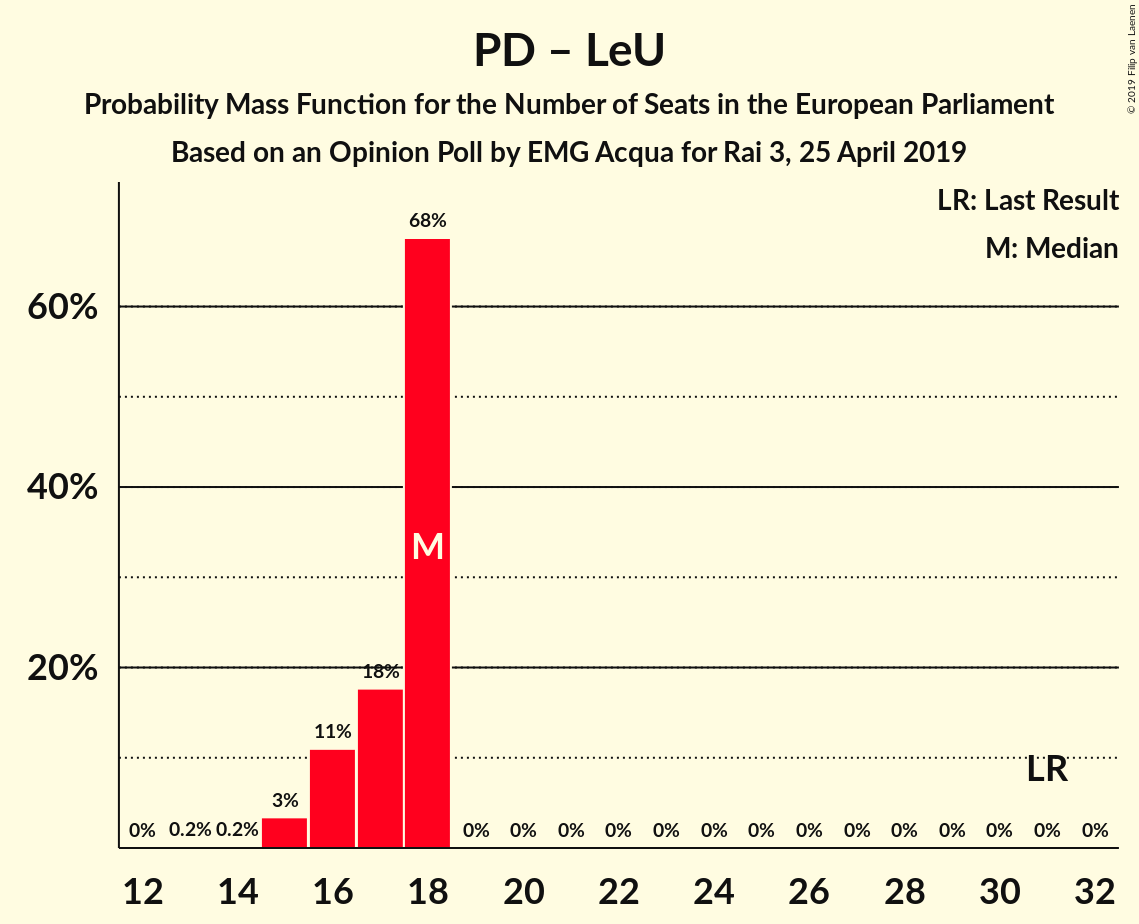 PD – LeU
Probability Mass Function for the Number of Seats in the European Parliament
Based on an Opinion Poll by EMG Acqua for Rai 3, 25 April 2019
© 2019 Filip van Laenen
LR: Last Result
M: Median
68%
60%
40%
M
20%
18%
11%
LR
3%
0% 0.2% 0.2% 0% 0% 0% 0% 0% 0% 0% 0% 0% 0% 0% 0% 0% 0%
12 14 16 18 20 22 24 26 28 30 32